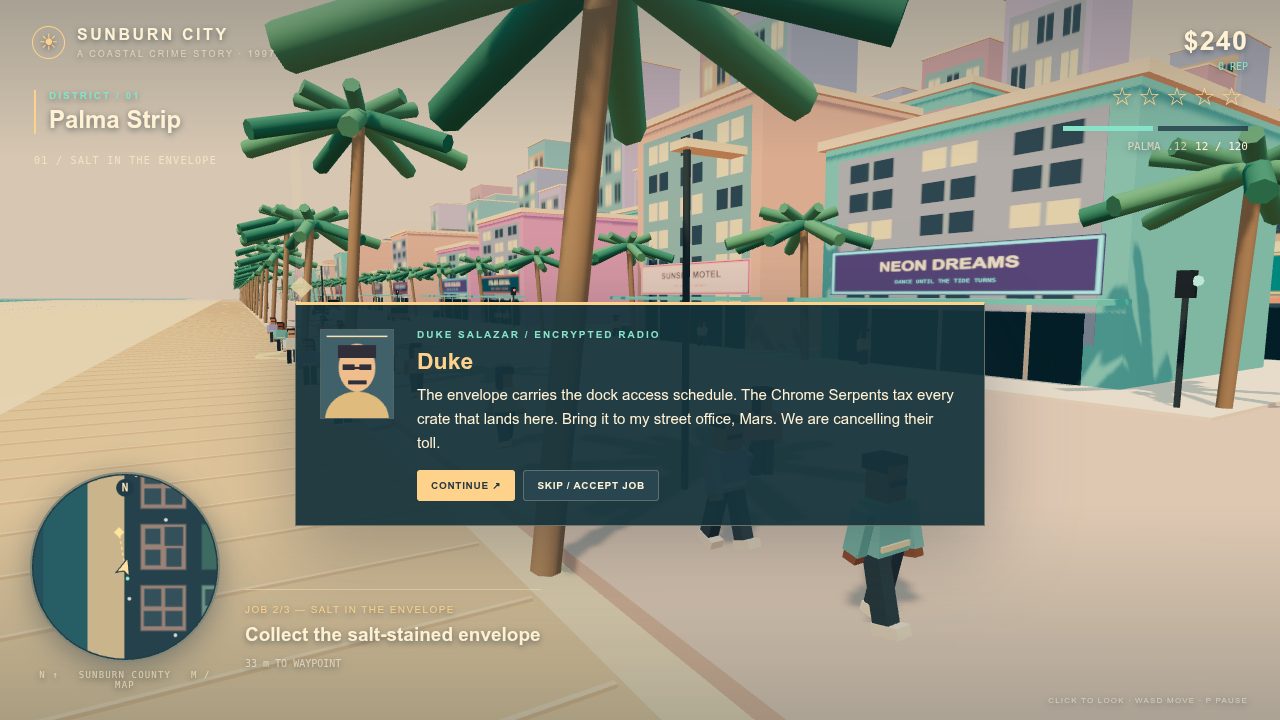 SUNBURN CITY
A COASTAL CRIME STORY · 1997
DISTRICT / 01
Palma Strip
01 / SALT IN THE ENVELOPE
$240
0 REP
☆ ☆ ☆ ☆ ☆
PALMA .12 12 / 120
NEON DREAMS
DANCE UNTIL THE TIDE TURNS
SUNSET MOTEL
DUKE SALAZAR / ENCRYPTED RADIO
Duke
The envelope carries the dock access schedule. The Chrome Serpents tax every
crate that lands here. Bring it to my street office, Mars. We are cancelling their
toll.
CONTINUE ↗
SKIP / ACCEPT JOB
N
JOB 2/3 — SALT IN THE ENVELOPE
Collect the salt-stained envelope
33 m TO WAYPOINT
N ↑ SUNBURN COUNTY M /
MAP
CLICK TO LOOK · WASD MOVE · P PAUSE